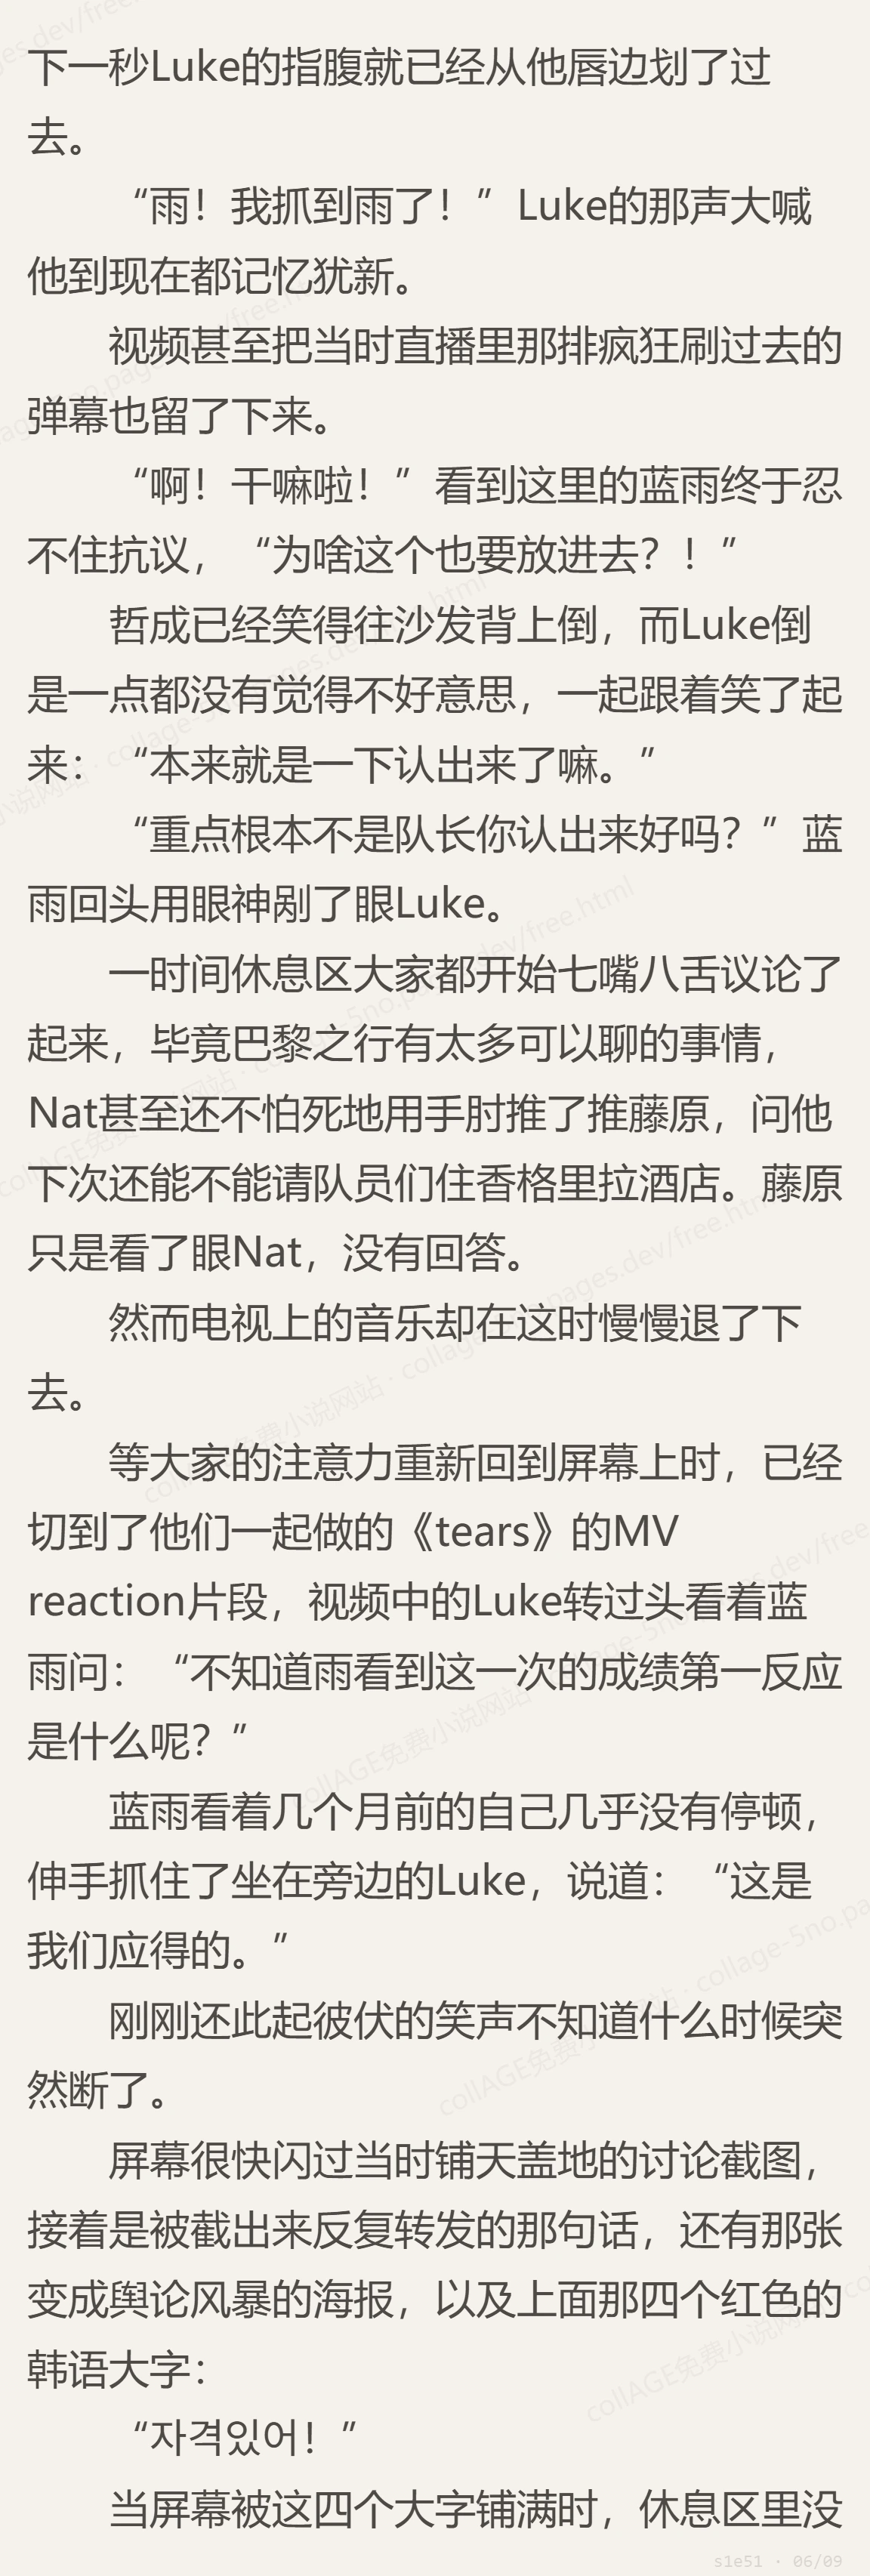 下一秒Luke的指腹就已经从他唇边划了过
去。
“雨！我抓到雨了！”Luke的那声大喊
他到现在都记忆犹新。
视频甚至把当时直播里那排疯狂刷过去的
弹幕也留了下来。
“啊！干嘛啦！”看到这里的蓝雨终于忍
不住抗议，“为啥这个也要放进去？！”
哲成已经笑得往沙发背上倒，而Luke倒
是一点都没有觉得不好意思，一起跟着笑了起
来：“本来就是一下认出来了嘛。”
“重点根本不是队长你认出来好吗？”蓝
雨回头用眼神剐了眼Luke。
一时间休息区大家都开始七嘴八舌议论了
起来，毕竟巴黎之行有太多可以聊的事情，
Nat甚至还不怕死地用手肘推了推藤原，问他
下次还能不能请队员们住香格里拉酒店。藤原
只是看了眼Nat，没有回答。
然而电视上的音乐却在这时慢慢退了下
去。
等大家的注意力重新回到屏幕上时，已经
切到了他们一起做的《tears》的MV
reaction片段，视频中的Luke转过头看着蓝
雨问：“不知道雨看到这一次的成绩第一反应
是什么呢？”
蓝雨看着几个月前的自己几乎没有停顿，
伸手抓住了坐在旁边的Luke，说道：“这是
我们应得的。”
刚刚还此起彼伏的笑声不知道什么时候突
然断了。
屏幕很快闪过当时铺天盖地的讨论截图，
接着是被截出来反复转发的那句话，还有那张
变成舆论风暴的海报，以及上面那四个红色的
韩语大字：
“자격있어！”
当屏幕被这四个大字铺满时，休息区里没
s1e51 · 06/09
collAGE免费小说网站 · collage-5no.pages.dev/free.html